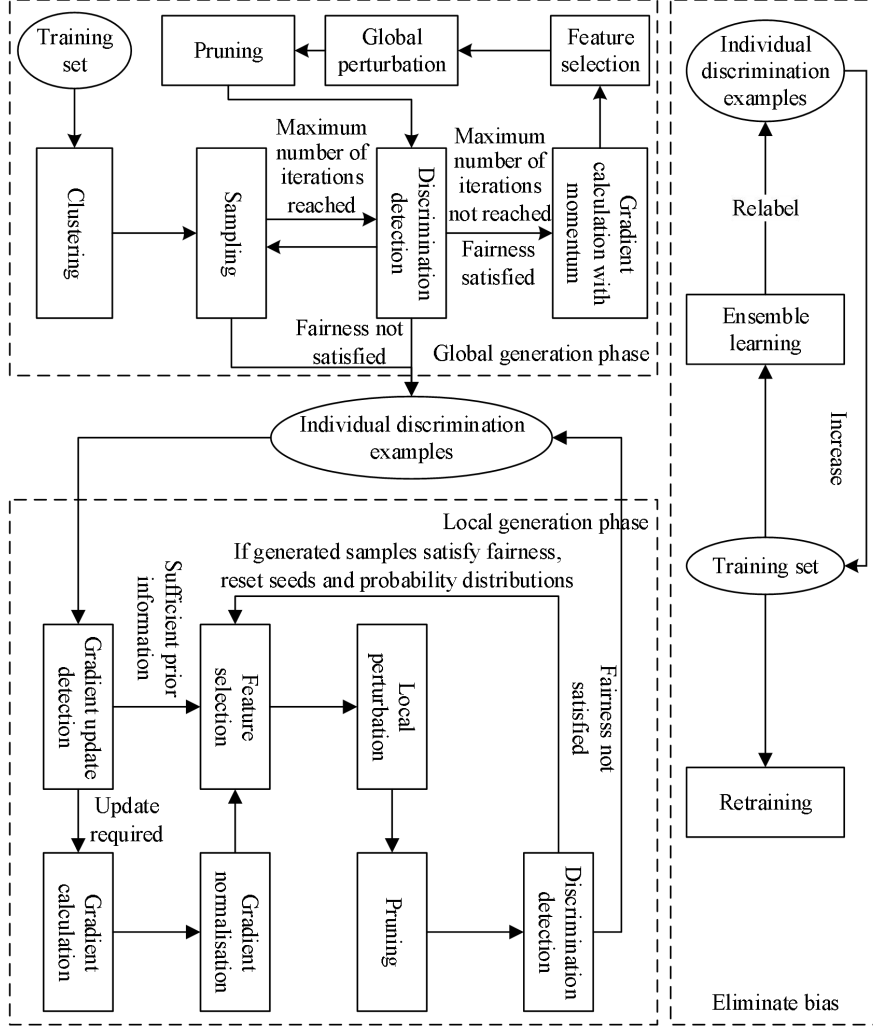 Training
set
Pruning
Global
perturbation
Feature
selection
Clustering
Sampling
Maximum
number of
iterations
reached
Discrimination
detection
Maximum
number of
iterations
not reached
Fairness
satisfied
Gradient
calculation with
momentum
Fairness not
satisfied
Global generation phase
Individual discrimination
examples
Local generation phase
If generated samples satisfy fairness,
reset seeds and probability distributions
Gradient update
detection
Sufficient prior
information
Feature
selection
Local
perturbation
Fairness not
satisfied
Update
required
Gradient
calculation
Gradient
normalisation
Pruning
Discrimination
detection
Individual
discrimination
examples
Relabel
Ensemble
learning
Increase
Training set
Retraining
Eliminate bias